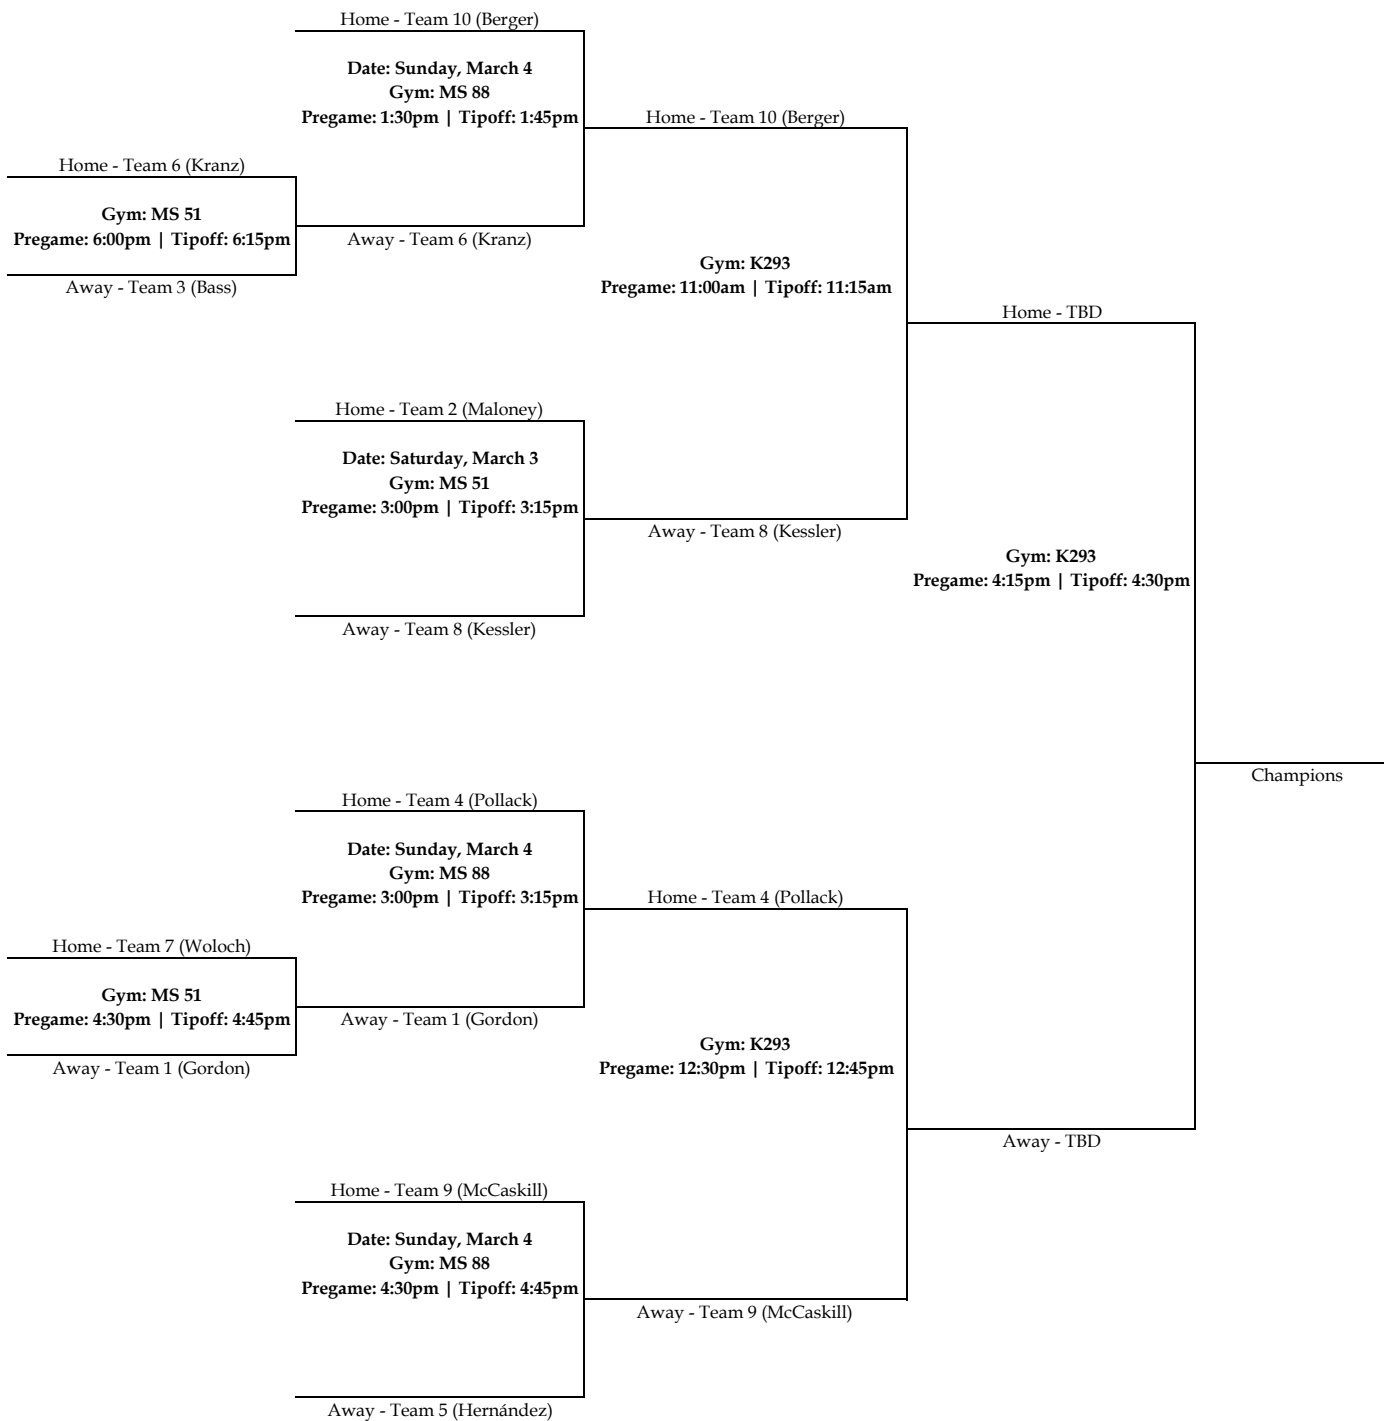 Home - Team 10 (Berger)
Date: Sunday, March 4
Gym: MS 88
Pregame: 1:30pm | Tipoff: 1:45pm
Home - Team 10 (Berger)
Home - Team 6 (Kranz)
Gym: MS 51
Pregame: 6:00pm | Tipoff: 6:15pm
Away - Team 6 (Kranz)
Away - Team 3 (Bass)
Gym: K293
Pregame: 11:00am | Tipoff: 11:15am
Home - TBD
Home - Team 2 (Maloney)
Date: Saturday, March 3
Gym: MS 51
Pregame: 3:00pm | Tipoff: 3:15pm
Away - Team 8 (Kessler)
Gym: K293
Pregame: 4:15pm | Tipoff: 4:30pm
Away - Team 8 (Kessler)
Champions
Home - Team 4 (Pollack)
Date: Sunday, March 4
Gym: MS 88
Pregame: 3:00pm | Tipoff: 3:15pm
Home - Team 4 (Pollack)
Home - Team 7 (Woloch)
Gym: MS 51
Pregame: 4:30pm | Tipoff: 4:45pm
Away - Team 1 (Gordon)
Away - Team 1 (Gordon)
Gym: K293
Pregame: 12:30pm | Tipoff: 12:45pm
Away - TBD
Home - Team 9 (McCaskill)
Date: Sunday, March 4
Gym: MS 88
Pregame: 4:30pm | Tipoff: 4:45pm
Away - Team 9 (McCaskill)
Away - Team 5 (Hernández)